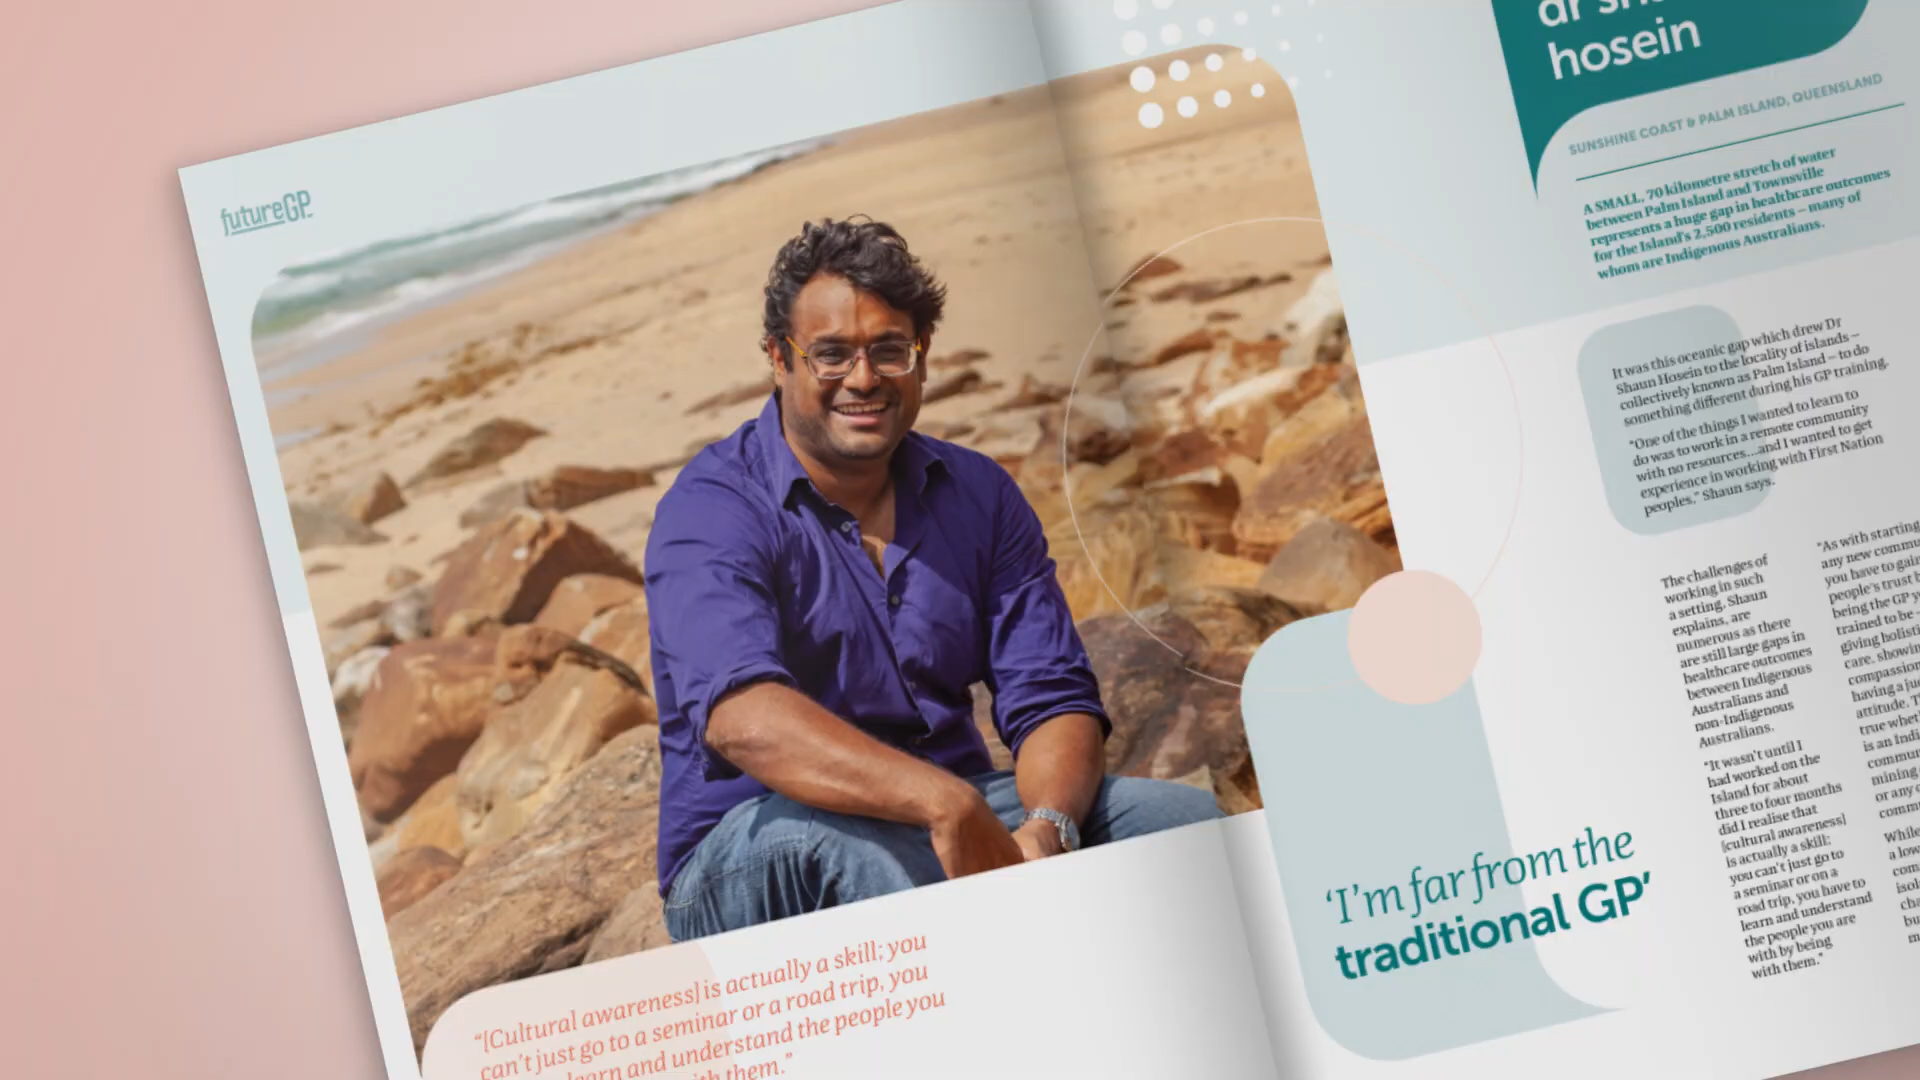 futureGP
"[Cultural awareness] is actually a skill; you
can't just go to a seminar or a road trip, you
learn and understand the people you
with them."
dr
hosein
SUNSHINE COAST & PALM ISLAND, QUEENSLAND
A SMALL, 70 kilometre stretch of water
between Palm Island and Townsville
represents a huge gap in healthcare outcomes
for the Island's 2,500 residents – many of
whom are Indigenous Australians.
It was this oceanic gap which drew Dr
Shaun Hosein to the locality of islands –
collectively known as Palm Island – to do
something different during his GP training.
"One of the things I wanted to learn to
do was to work in a remote community
with no resources...and I wanted to get
experience in working with First Nation
peoples," Shaun says.
'I'm far from the
traditional GP'
The challenges of
working in such
a setting, Shaun
explains, are
numerous as there
are still large gaps in
healthcare outcomes
between Indigenous
Australians and
non-Indigenous
Australians.
"It wasn't until I
had worked on the
Island for about
three to four months
did I realise that
[cultural awareness]
is actually a skill;
you can't just go to
a seminar or on a
road trip, you have to
learn and understand
the people you are
with by being
with them."
"As with starting
any new
you have to
people's trust
being the GP
trained to be
giving
care, showing
having a
attitude.
true
is an
mining
or any
While
a